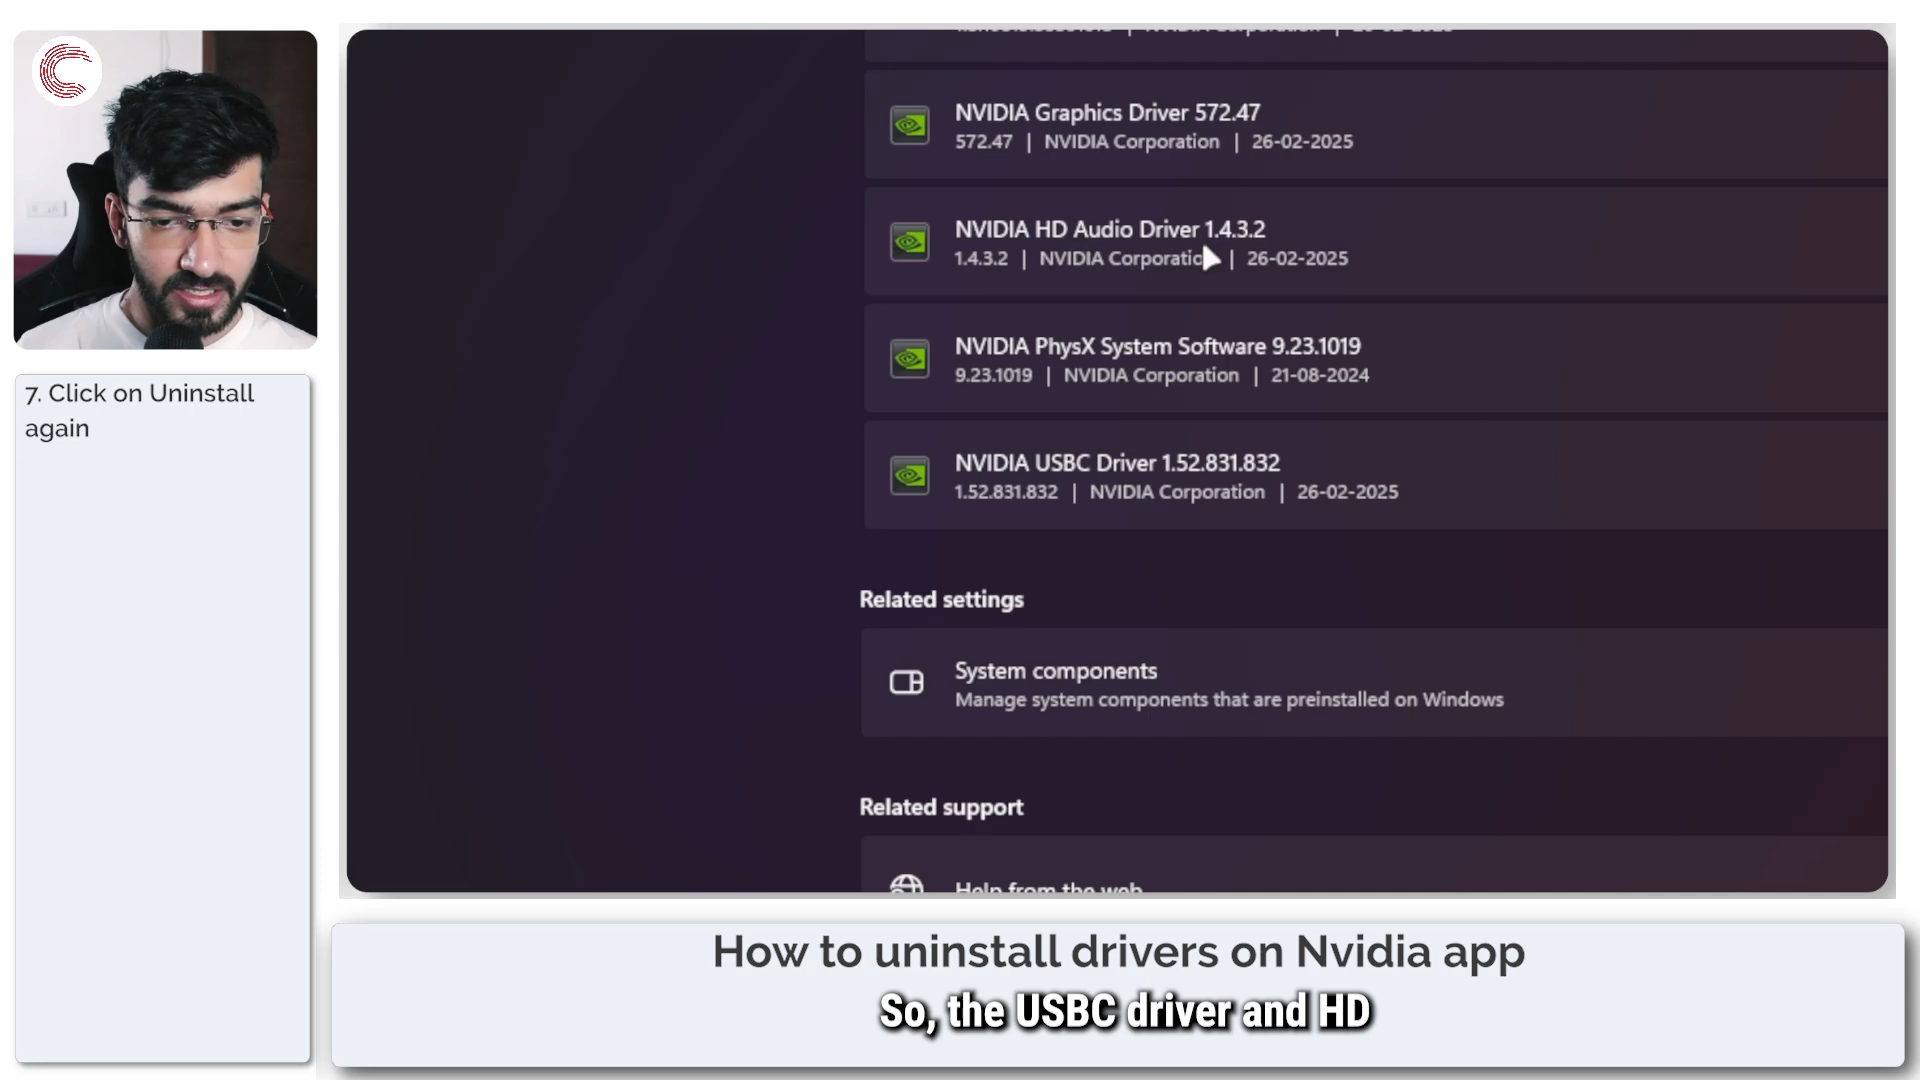 7. Click on Uninstall
again
NVIDIA Graphics Driver 572.47
572.47 | NVIDIA Corporation | 26-02-2025
NVIDIA HD Audio Driver 1.4.3.2
1.4.3.2 | NVIDIA Corporatio | 26-02-2025
NVIDIA PhysX System Software 9.23.1019
9.23.1019 | NVIDIA Corporation | 21-08-2024
NVIDIA USBC Driver 1.52.831.832
1.52.831.832 | NVIDIA Corporation | 26-02-2025
Related settings
System components
Manage system components that are preinstalled on Windows
Related support
Help from the web
How to uninstall drivers on Nvidia app
So, the USBC driver and HD